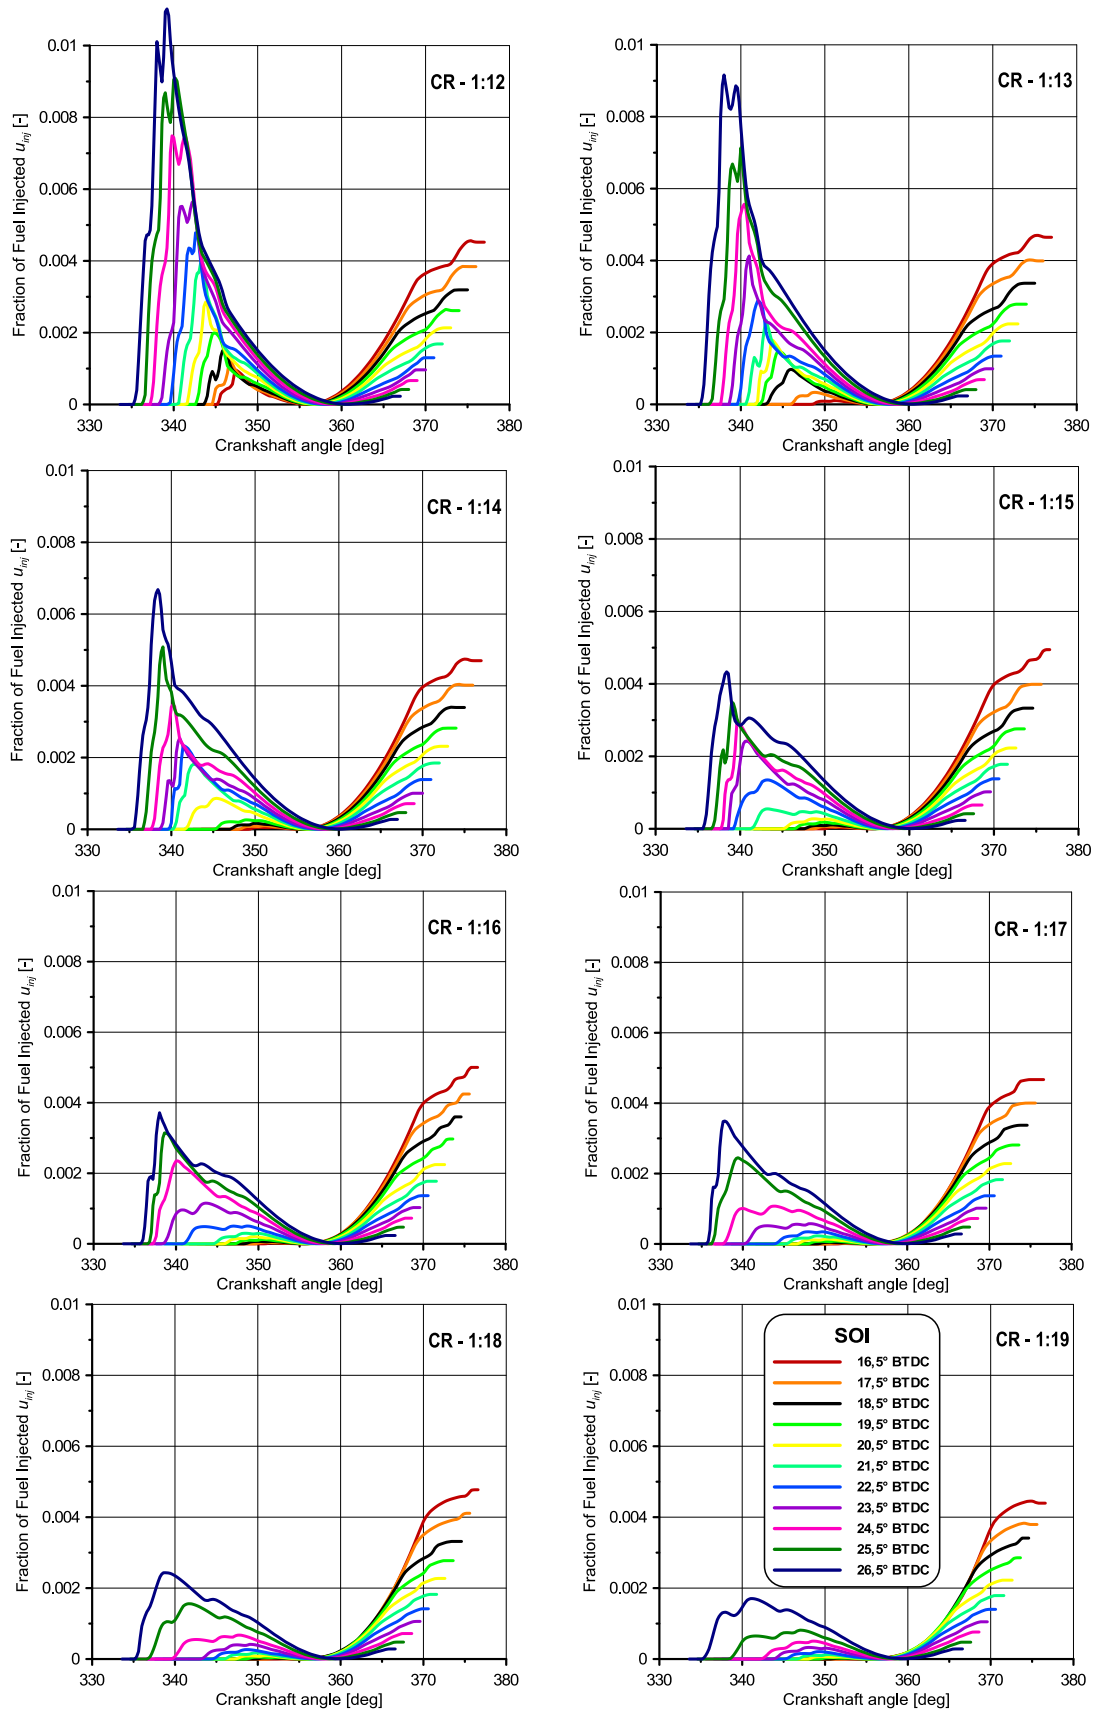 CR - 1:12
Fraction of Fuel Injected u_inj [-]
0.01
0.008
0.006
0.004
0.002
0
330 340 350 360 370 380
Crankshaft angle [deg]
CR - 1:13
Fraction of Fuel Injected u_inj [-]
0.01
0.008
0.006
0.004
0.002
0
330 340 350 360 370 380
Crankshaft angle [deg]
CR - 1:14
Fraction of Fuel Injected u_inj [-]
0.01
0.008
0.006
0.004
0.002
0
330 340 350 360 370 380
Crankshaft angle [deg]
CR - 1:15
Fraction of Fuel Injected u_inj [-]
0.01
0.008
0.006
0.004
0.002
0
330 340 350 360 370 380
Crankshaft angle [deg]
CR - 1:16
Fraction of Fuel Injected u_inj [-]
0.01
0.008
0.006
0.004
0.002
0
330 340 350 360 370 380
Crankshaft angle [deg]
CR - 1:17
Fraction of Fuel Injected u_inj [-]
0.01
0.008
0.006
0.004
0.002
0
330 340 350 360 370 380
Crankshaft angle [deg]
CR - 1:18
Fraction of Fuel Injected u_inj [-]
0.01
0.008
0.006
0.004
0.002
0
330 340 350 360 370 380
Crankshaft angle [deg]
CR - 1:19
Fraction of Fuel Injected u_inj [-]
0.01
0.008
0.006
0.004
0.002
0
330 340 350 360 370 380
Crankshaft angle [deg]
SOI
16,5° BTDC
17,5° BTDC
18,5° BTDC
19,5° BTDC
20,5° BTDC
21,5° BTDC
22,5° BTDC
23,5° BTDC
24,5° BTDC
25,5° BTDC
26,5° BTDC